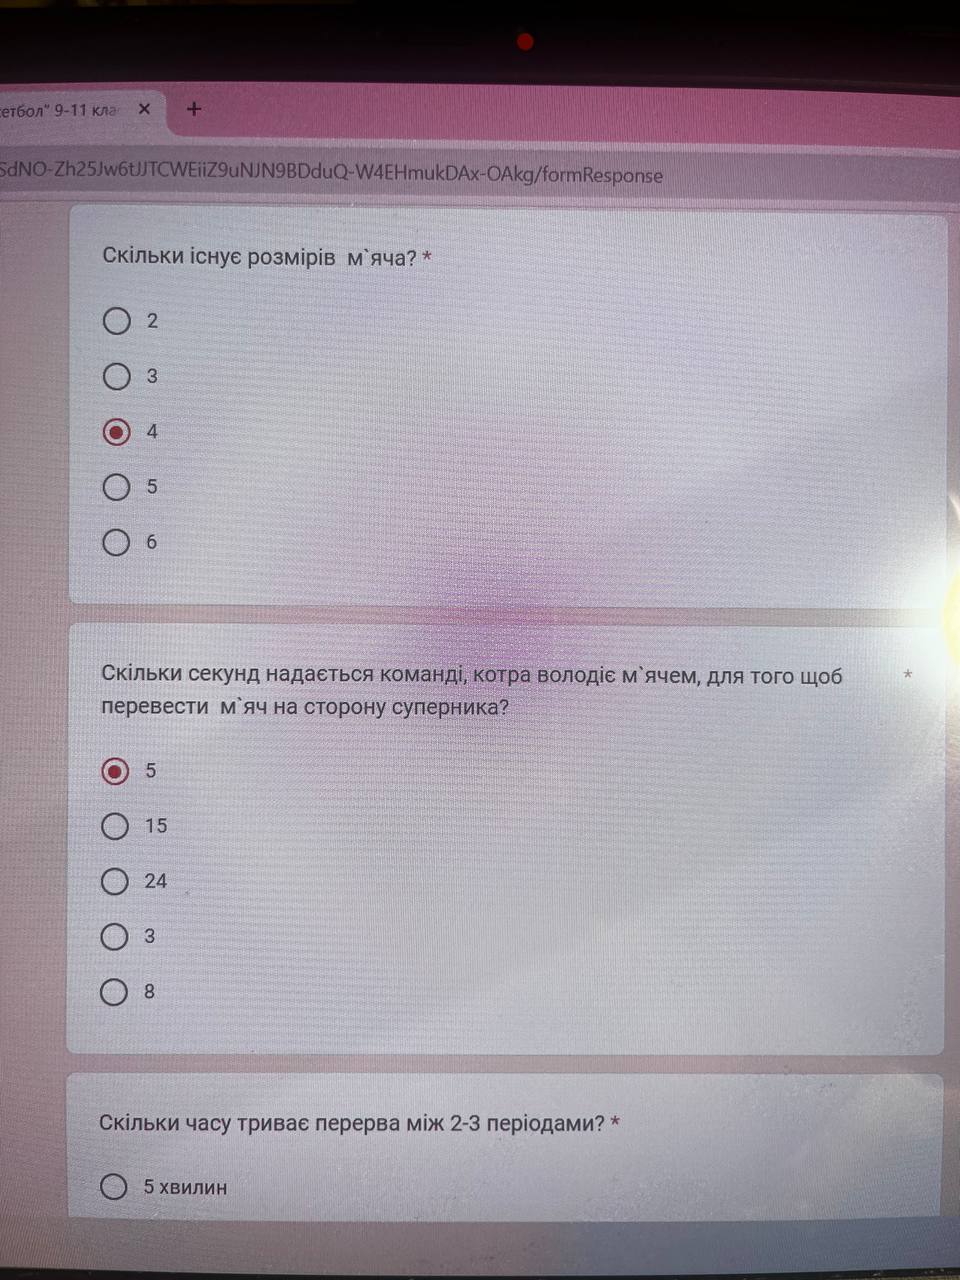 етбол" 9-11 кла
SdNO-Zh25Jw6tJJTCWEiiZ9uNJN9BDduQ-W4EHmukDAx-OAkg/formResponse
Скільки існує розмірів м`яча? *
2
3
4
5
6
Скільки секунд надається команді, котра володіє м`ячем, для того щоб *
перевести м`яч на сторону суперника?
5
15
24
3
8
Скільки часу триває перерва між 2-3 періодами? *
5 хвилин